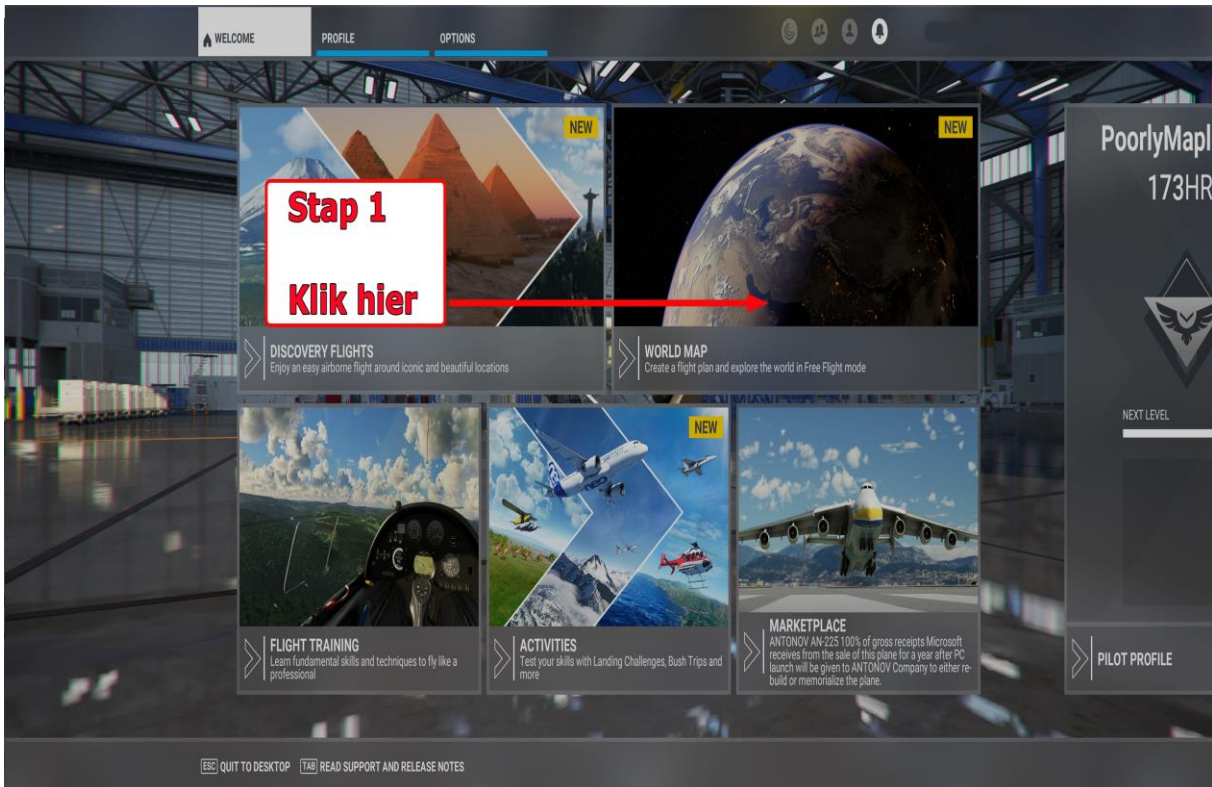 WELCOME
PROFILE
OPTIONS
NEW
NEW
Stap 1
Klik hier
DISCOVERY FLIGHTS
Enjoy an easy airborne flight around iconic and beautiful locations
WORLD MAP
Create a flight plan and explore the world in Free Flight mode
PoorlyMapl
173HR
NEXT LEVEL
NEW
neo
FLIGHT TRAINING
Learn fundamental skills and techniques to fly like a
professional
ACTIVITIES
Test your skills with Landing Challenges, Bush Trips and
more
MARKETPLACE
ANTONOV AN-225 100% of gross receipts Microsoft
receives from the sale of this plane for a year after PC
launch will be given to ANTONOV Company to either re-
build or memorialize the plane.
PILOT PROFILE
ESC QUIT TO DESKTOP
TAB READ SUPPORT AND RELEASE NOTES